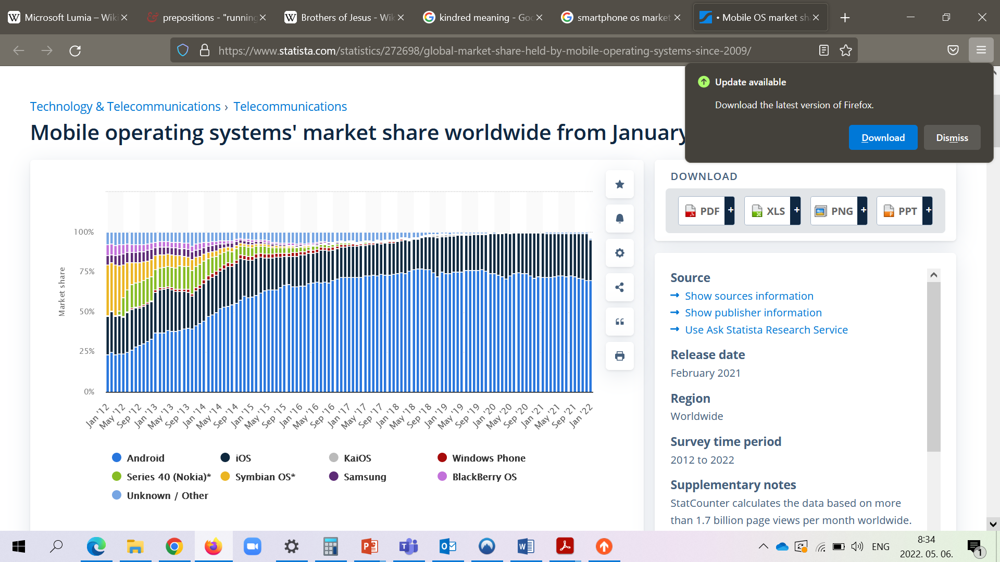 Microsoft Lumia – Wiki
prepositions - "running
Brothers of Jesus - Wik
kindred meaning - Goo
smartphone os market
• Mobile OS market sh
https://www.statista.com/statistics/272698/global-market-share-held-by-mobile-operating-systems-since-2009/
Update available
Download the latest version of Firefox.
Download
Dismiss
Technology & Telecommunications › Telecommunications
Mobile operating systems' market share worldwide from January
DOWNLOAD
PDF +
XLS +
PNG +
PPT +
Market share
100%
75%
50%
25%
0%
Jan '12
May '12
Sep '12
Jan '13
May '13
Sep '13
Jan '14
May '14
Sep '14
Jan '15
May '15
Sep '15
Jan '16
May '16
Sep '16
Jan '17
May '17
Sep '17
Jan '18
May '18
Sep '18
Jan '19
May '19
Sep '19
Jan '20
May '20
Sep '20
Jan '21
May '21
Sep '21
Jan '22
Android
iOS
KaiOS
Windows Phone
Series 40 (Nokia)*
Symbian OS*
Samsung
BlackBerry OS
Unknown / Other
Source
Show sources information
Show publisher information
Use Ask Statista Research Service
Release date
February 2021
Region
Worldwide
Survey time period
2012 to 2022
Supplementary notes
StatCounter calculates the data based on more
than 1.7 billion page views per month worldwide.
ENG
8:34
2022. 05. 06.
1